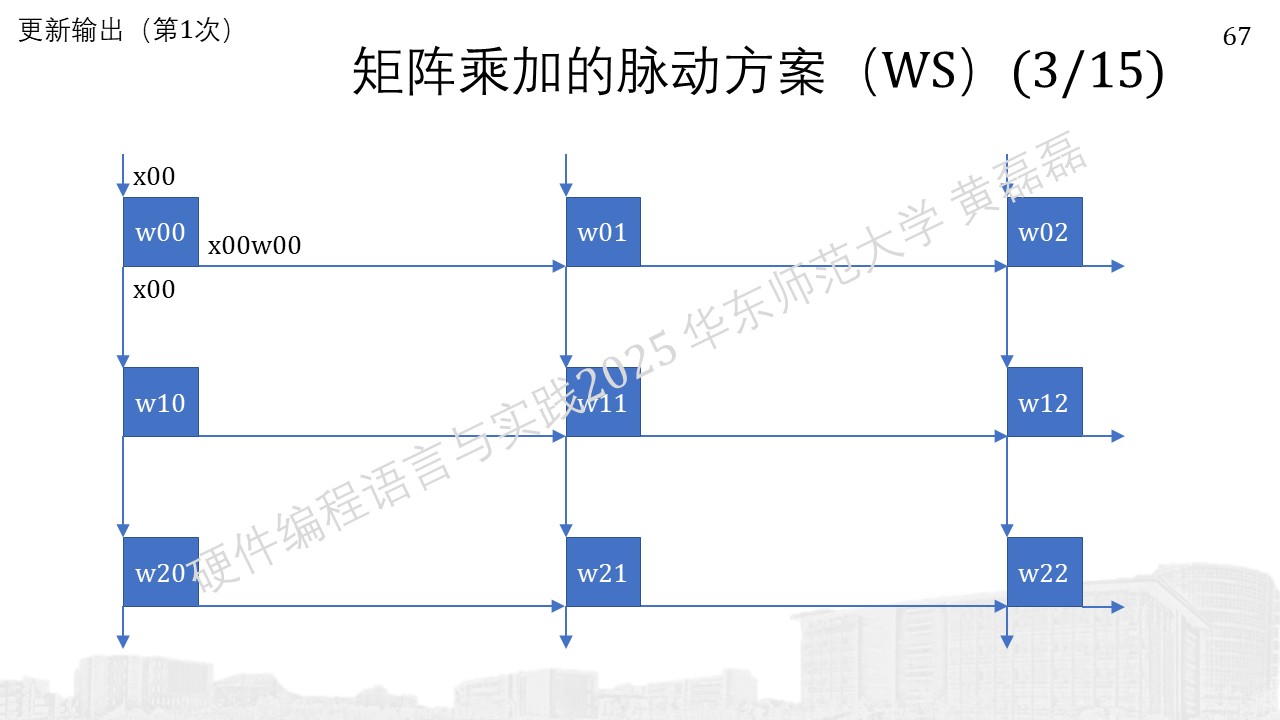 更新输出（第1次）
67
矩阵乘加的脉动方案（WS）(3/15)
x00
w00
x00w00
w01
w02
x00
w10
w11
w12
w20
w21
w22
硬件编程语言与实践2025 华东师范大学 黄磊磊